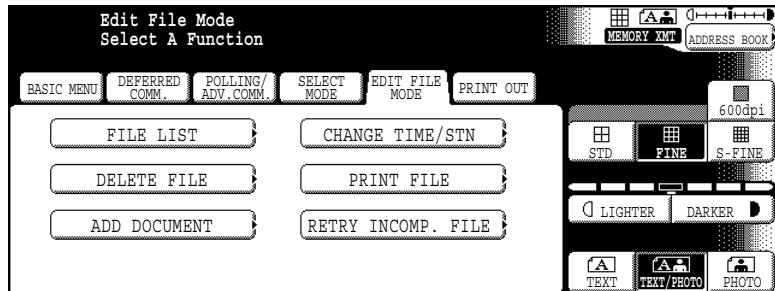 Edit File Mode
Select A Function
MEMORY XMT
ADDRESS BOOK
BASIC MENU
DEFERRED
COMM.
POLLING/
ADV.COMM.
SELECT
MODE
EDIT FILE
MODE
PRINT OUT
600dpi
FILE LIST
CHANGE TIME/STN
STD
FINE
S-FINE
DELETE FILE
PRINT FILE
LIGHTER
DARKER
ADD DOCUMENT
RETRY INCOMP. FILE
A
TEXT
A
TEXT/PHOTO
PHOTO